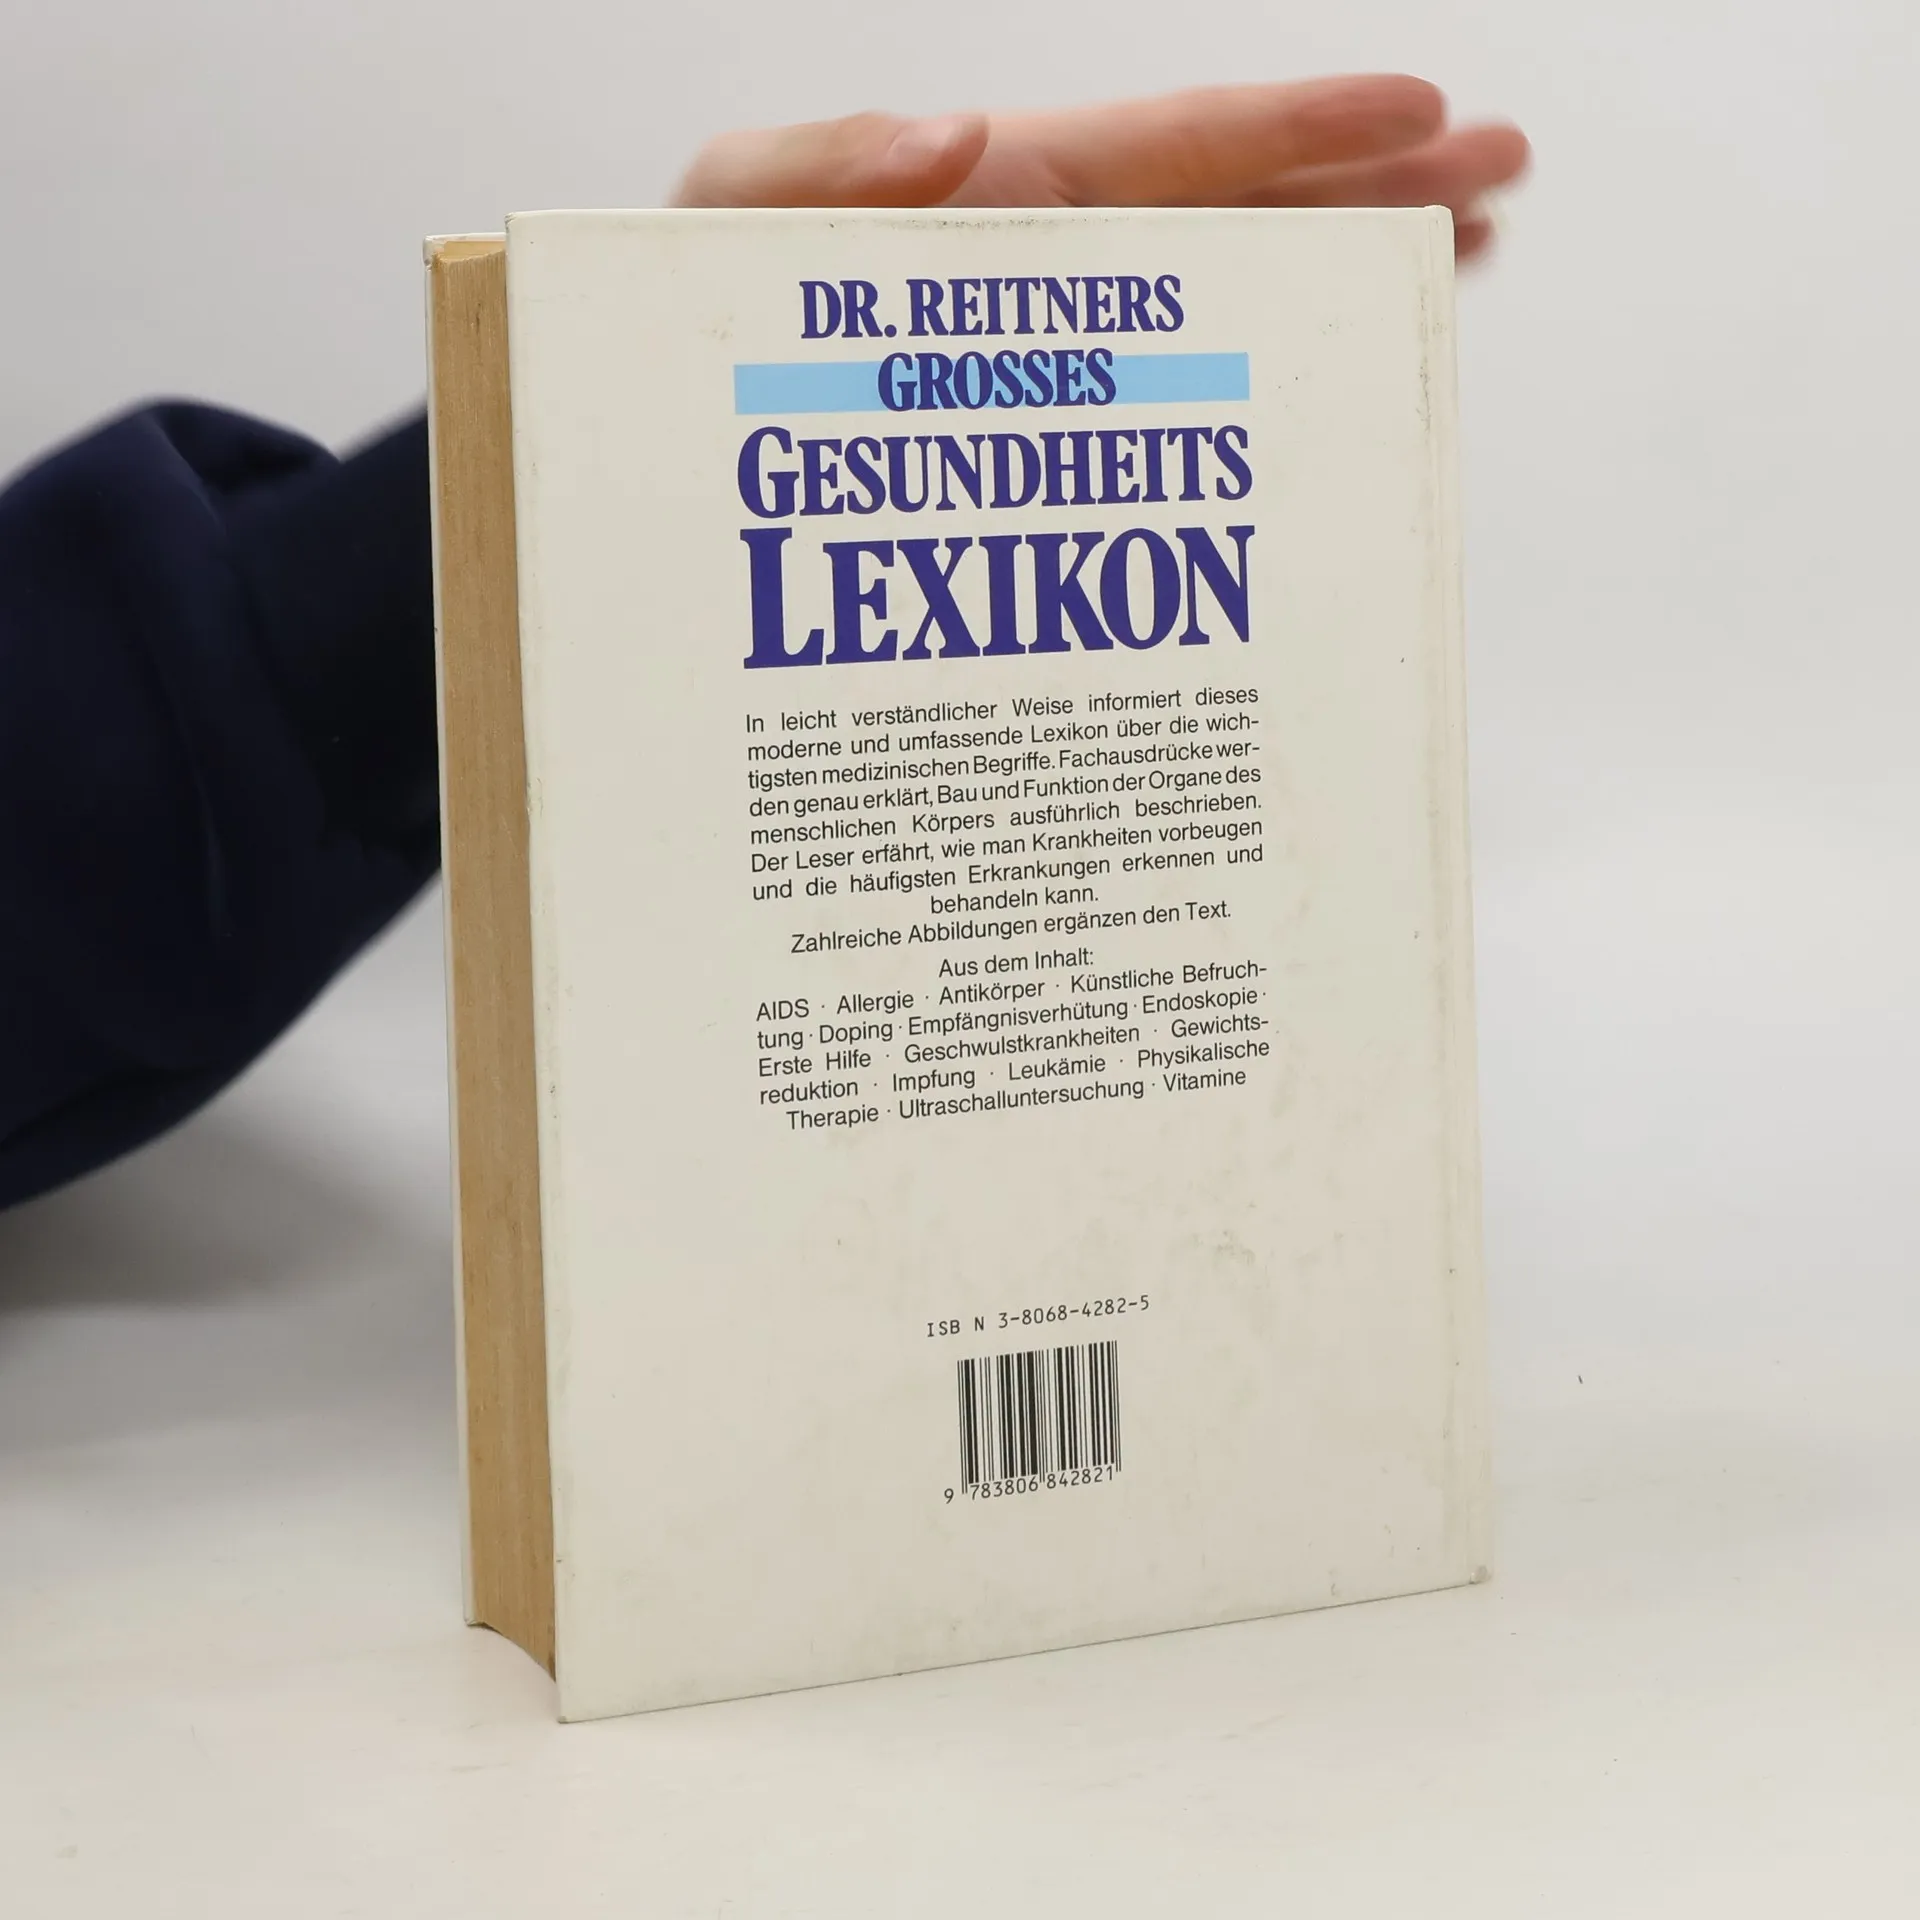 DR. REITNERS
GROSSES
GESUNDHEITS
LEXIKON
In leicht verständlicher Weise informiert dieses
moderne und umfassende Lexikon über die wich-
tigsten medizinischen Begriffe. Fachausdrücke wer-
den genau erklärt, Bau und Funktion der Organe des
menschlichen Körpers ausführlich beschrieben.
Der Leser erfährt, wie man Krankheiten vorbeugen
und die häufigsten Erkrankungen erkennen und
behandeln kann.
Zahlreiche Abbildungen ergänzen den Text.
Aus dem Inhalt:
AIDS · Allergie · Antikörper · Künstliche Befruch-
tung · Doping · Empfängnisverhütung · Endoskopie ·
Erste Hilfe · Geschwulstkrankheiten · Gewichts-
reduktion · Impfung · Leukämie · Physikalische
Therapie · Ultraschalluntersuchung · Vitamine
ISB N 3-8068-4282-5
9 783806 842821